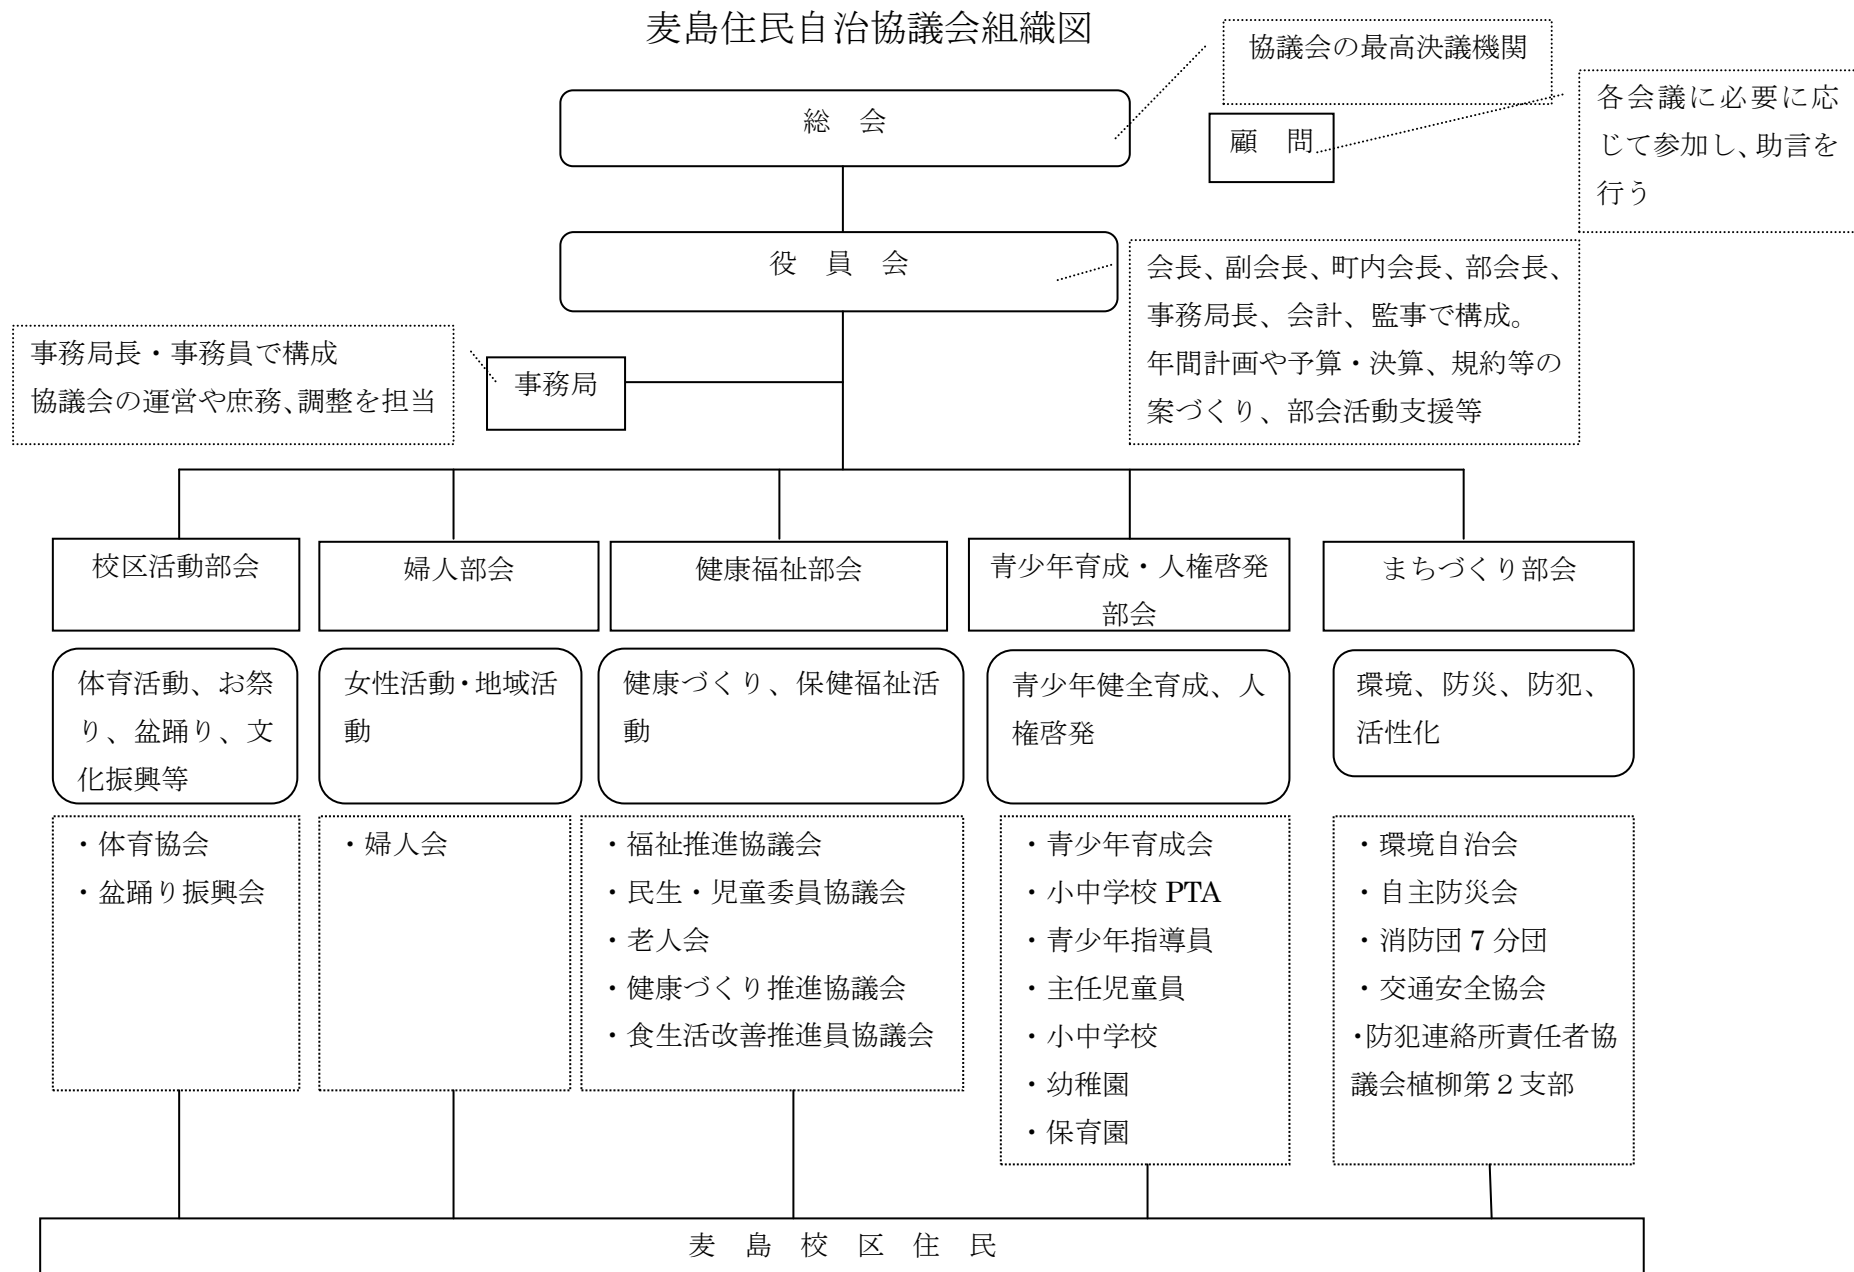 麦島住民自治協議会組織図
協議会の最高決議機関
総　会
顧　問
各会議に必要に応
じて参加し、助言を
行う
役　員　会
会長、副会長、町内会長、部会長、
事務局長、会計、監事で構成。
年間計画や予算・決算、規約等の
案づくり、部会活動支援等
事務局長・事務員で構成
協議会の運営や庶務、調整を担当
事務局
校区活動部会
婦人部会
健康福祉部会
青少年育成・人権啓発
部会
まちづくり部会
体育活動、お祭
り、盆踊り、文
化振興等
女性活動・地域活
動
健康づくり、保健福祉活
動
青少年健全育成、人
権啓発
環境、防災、防犯、
活性化
・体育協会
・盆踊り振興会
・婦人会
・福祉推進協議会
・民生・児童委員協議会
・老人会
・健康づくり推進協議会
・食生活改善推進員協議会
・青少年育成会
・小中学校 PTA
・青少年指導員
・主任児童員
・小中学校
・幼稚園
・保育園
・環境自治会
・自主防災会
・消防団 7 分団
・交通安全協会
・防犯連絡所責任者協
議会植柳第２支部
麦　島　校　区　住　民